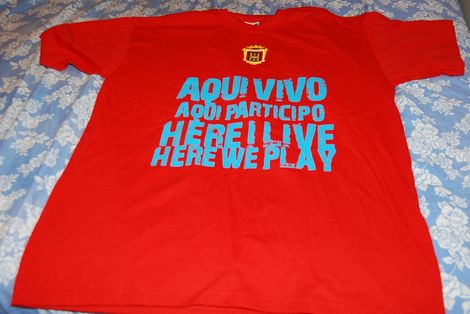 AQUI VIVO
AQUI PARTICIPO
HERE I LIVE
HERE WE PLAY